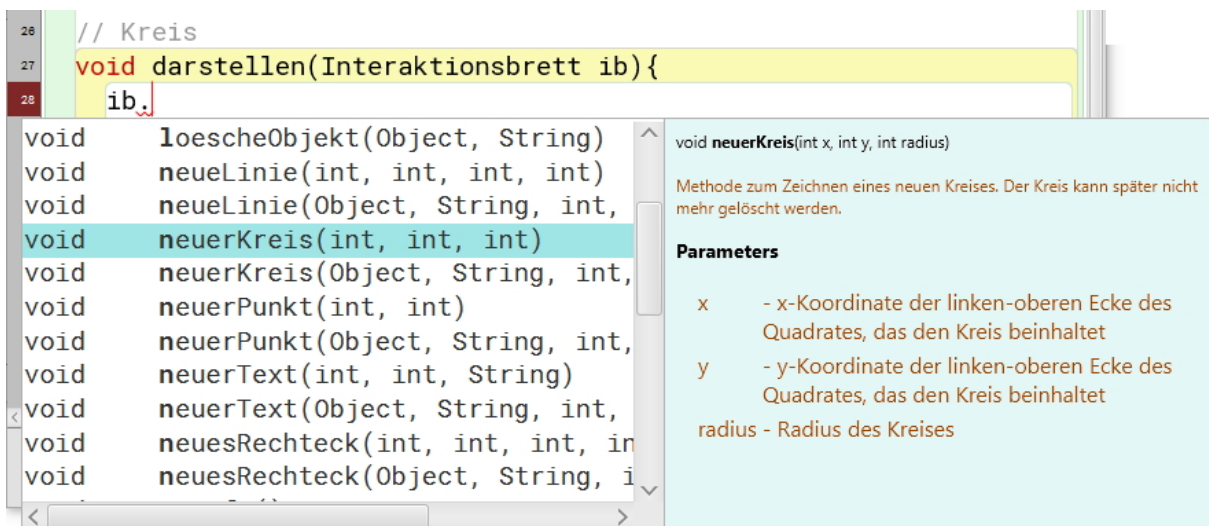 26 // Kreis
27 void darstellen(Interaktionsbrett ib){
28 ib.
void loescheObjekt(Object, String)
void neueLinie(int, int, int, int)
void neueLinie(Object, String, int,
void neuerKreis(int, int, int)
void neuerKreis(Object, String, int,
void neuerPunkt(int, int)
void neuerPunkt(Object, String, int,
void neuerText(int, int, String)
void neuerText(Object, String, int,
void neuesRechteck(int, int, int, in
void neuesRechteck(Object, String, i
void neuerKreis(int x, int y, int radius)
Methode zum Zeichnen eines neuen Kreises. Der Kreis kann später nicht
mehr gelöscht werden.
Parameters
x - x-Koordinate der linken-oberen Ecke des
Quadrates, das den Kreis beinhaltet
y - y-Koordinate der linken-oberen Ecke des
Quadrates, das den Kreis beinhaltet
radius - Radius des Kreises